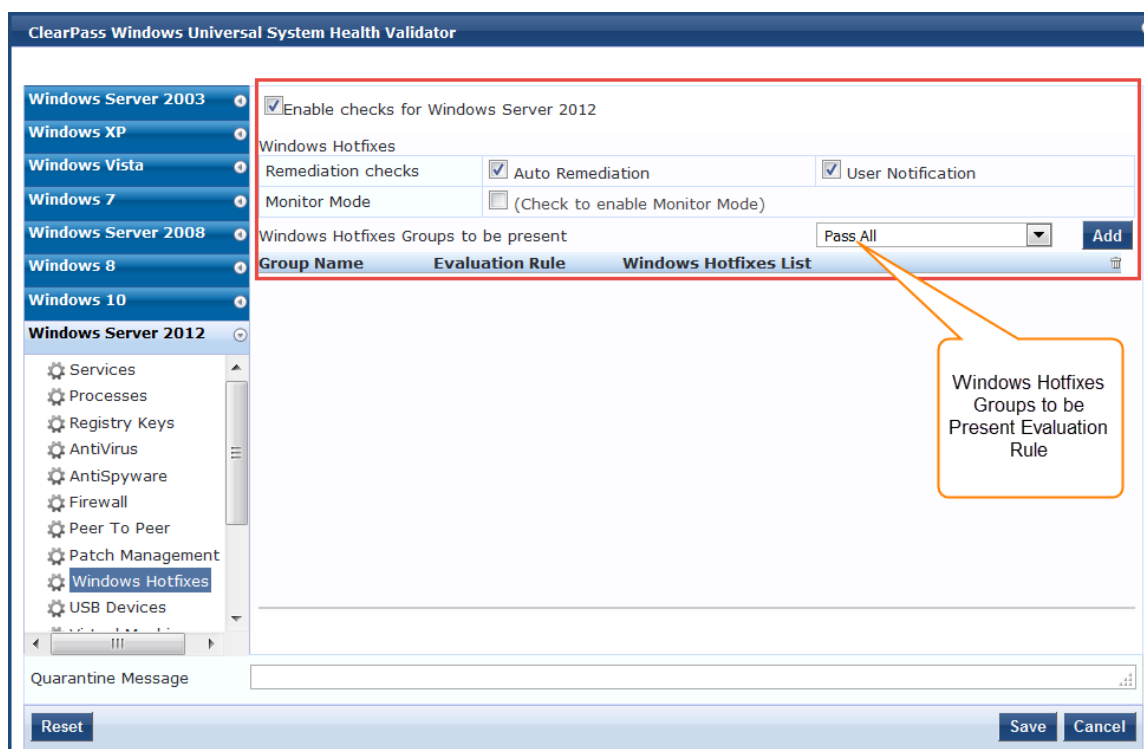 ClearPass Windows Universal System Health Validator
Windows Server 2003
Windows XP
Windows Vista
Windows 7
Windows Server 2008
Windows 8
Windows 10
Windows Server 2012
Services
Processes
Registry Keys
AntiVirus
AntiSpyware
Firewall
Peer To Peer
Patch Management
Windows Hotfixes
USB Devices
Enable checks for Windows Server 2012
Windows Hotfixes
Remediation checks Auto Remediation User Notification
Monitor Mode (Check to enable Monitor Mode)
Windows Hotfixes Groups to be present Pass All Add
Group Name Evaluation Rule Windows Hotfixes List
Windows Hotfixes
Groups to be
Present Evaluation
Rule
Quarantine Message
Reset Save Cancel